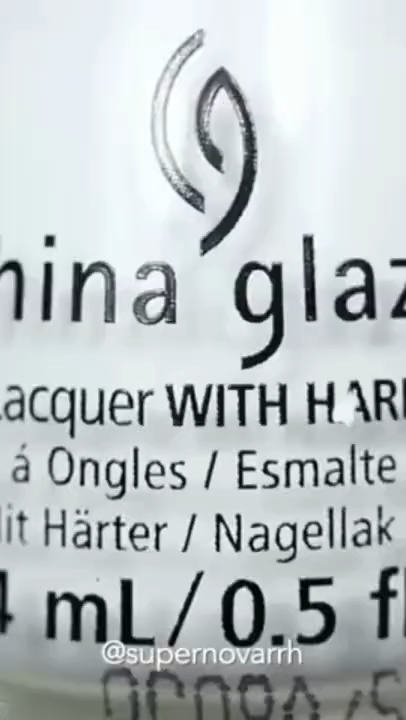 hina glaz
acquer WITH HAR
á Ongles / Esmalte
it Härter / Nagellak
4 mL/0.5 fl
@supernovarrh